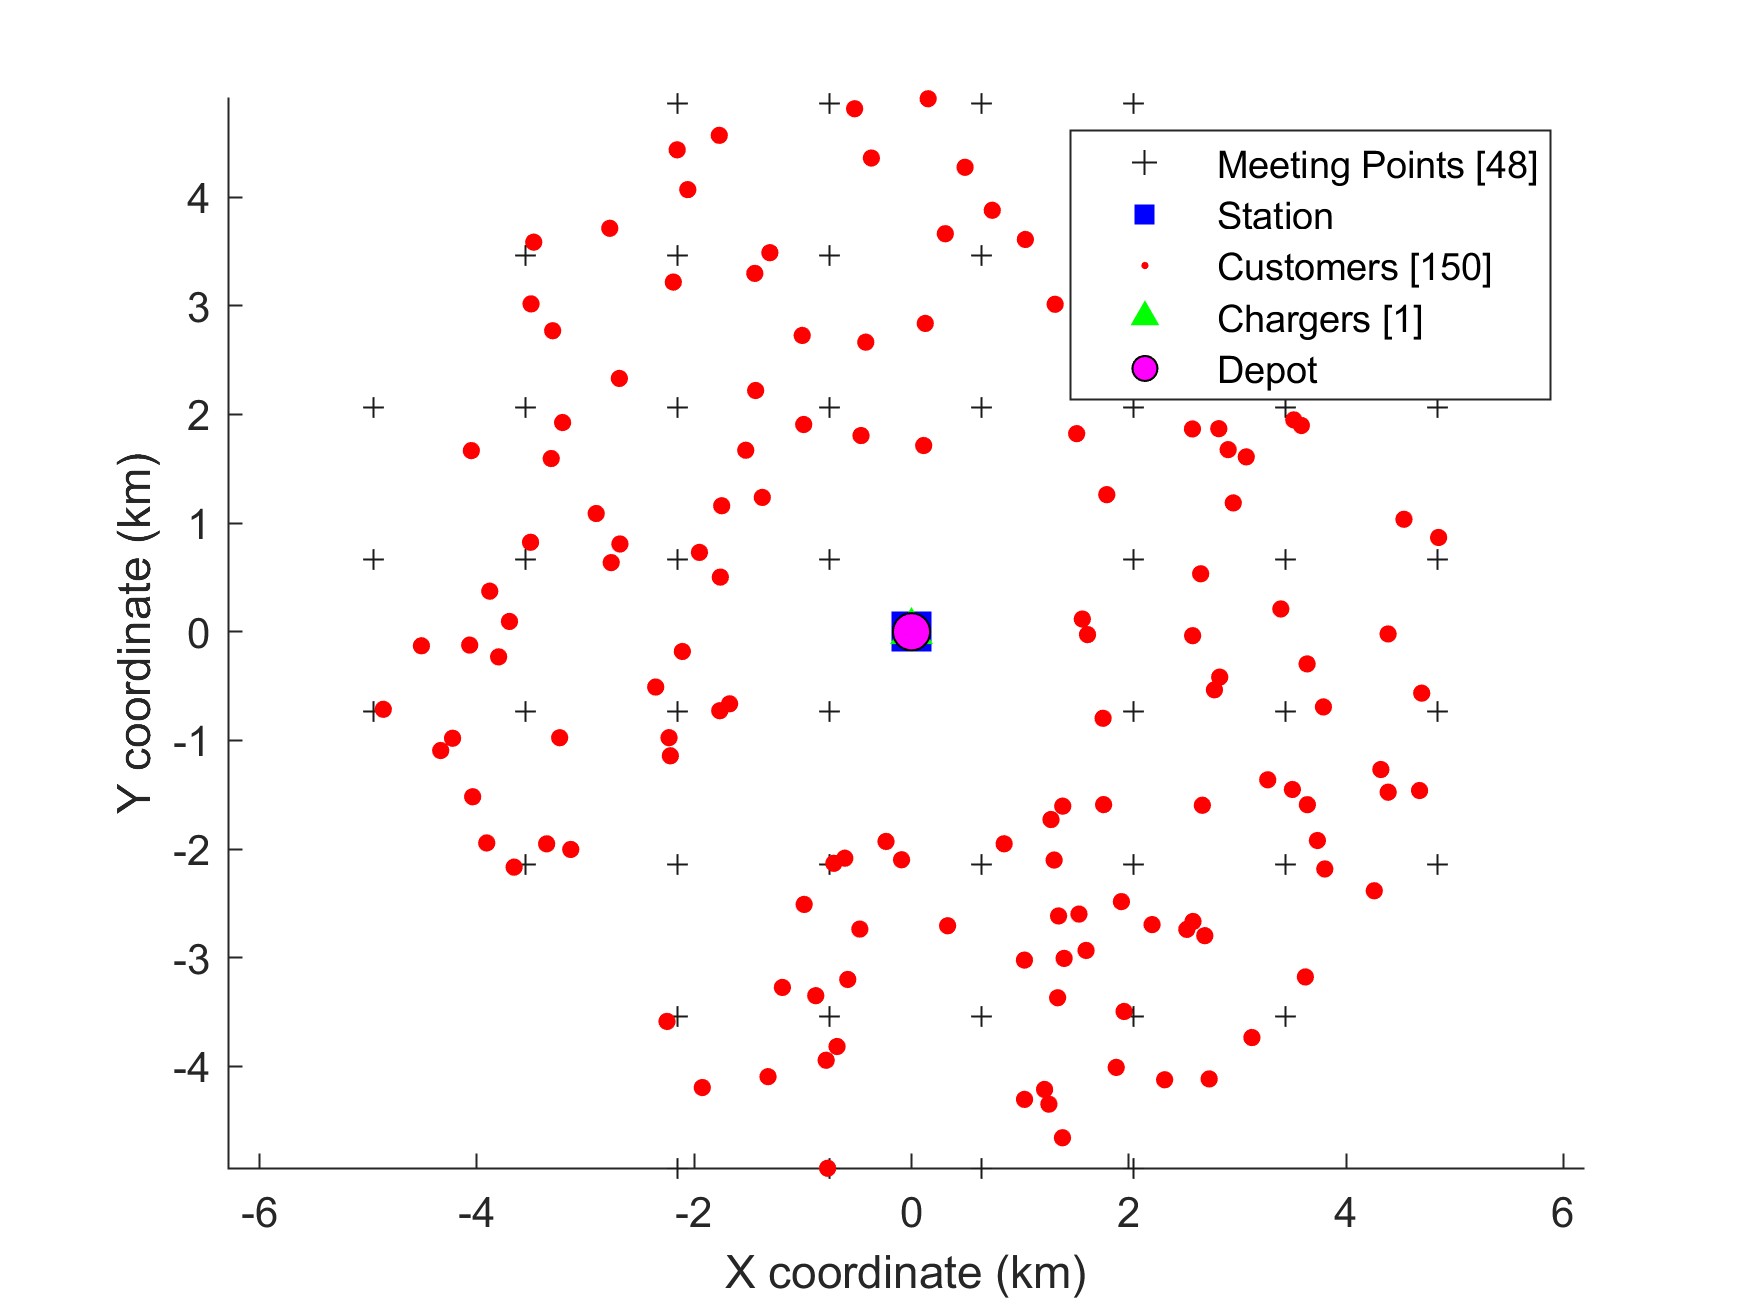 Meeting Points [48]
Station
Customers [150]
Chargers [1]
Depot
4
3
2
1
0
-1
-2
-3
-4
Y coordinate (km)
-6 -4 -2 0 2 4 6
X coordinate (km)